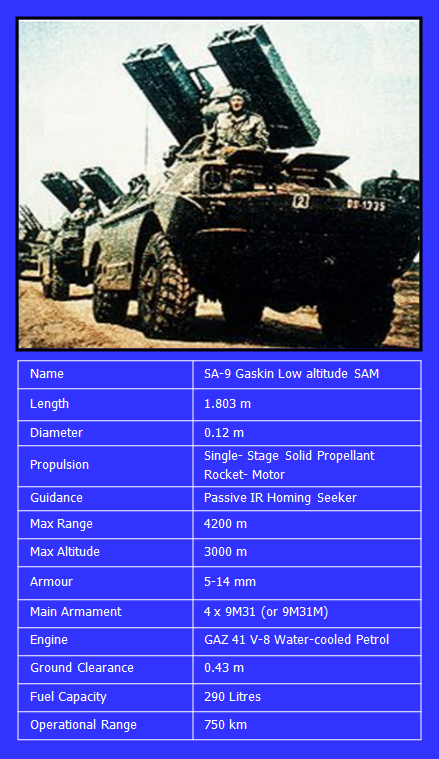 2
DS-1335
Name SA-9 Gaskin Low altitude SAM
Length 1.803 m
Diameter 0.12 m
Propulsion Single- Stage Solid Propellant
Rocket- Motor
Guidance Passive IR Homing Seeker
Max Range 4200 m
Max Altitude 3000 m
Armour 5-14 mm
Main Armament 4 x 9M31 (or 9M31M)
Engine GAZ 41 V-8 Water-cooled Petrol
Ground Clearance 0.43 m
Fuel Capacity 290 Litres
Operational Range 750 km